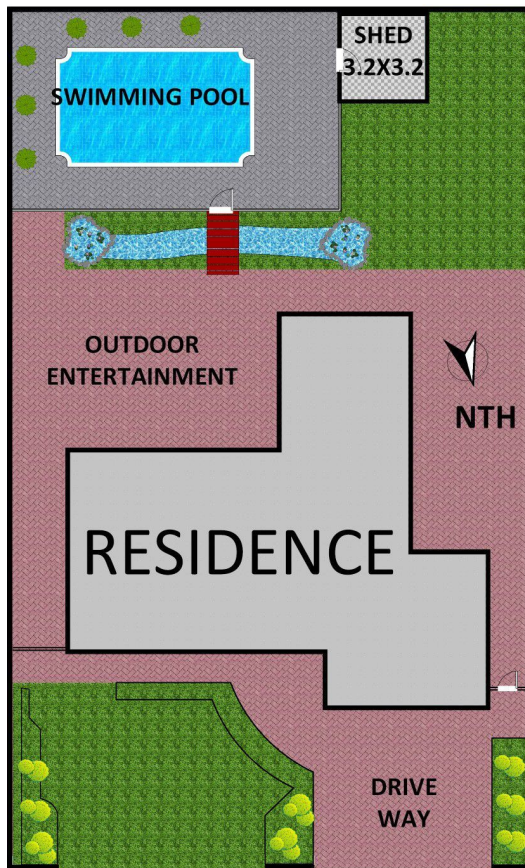 SHED
3.2X3.2
SWIMMING POOL
OUTDOOR
ENTERTAINMENT
NTH
RESIDENCE
DRIVE
WAY